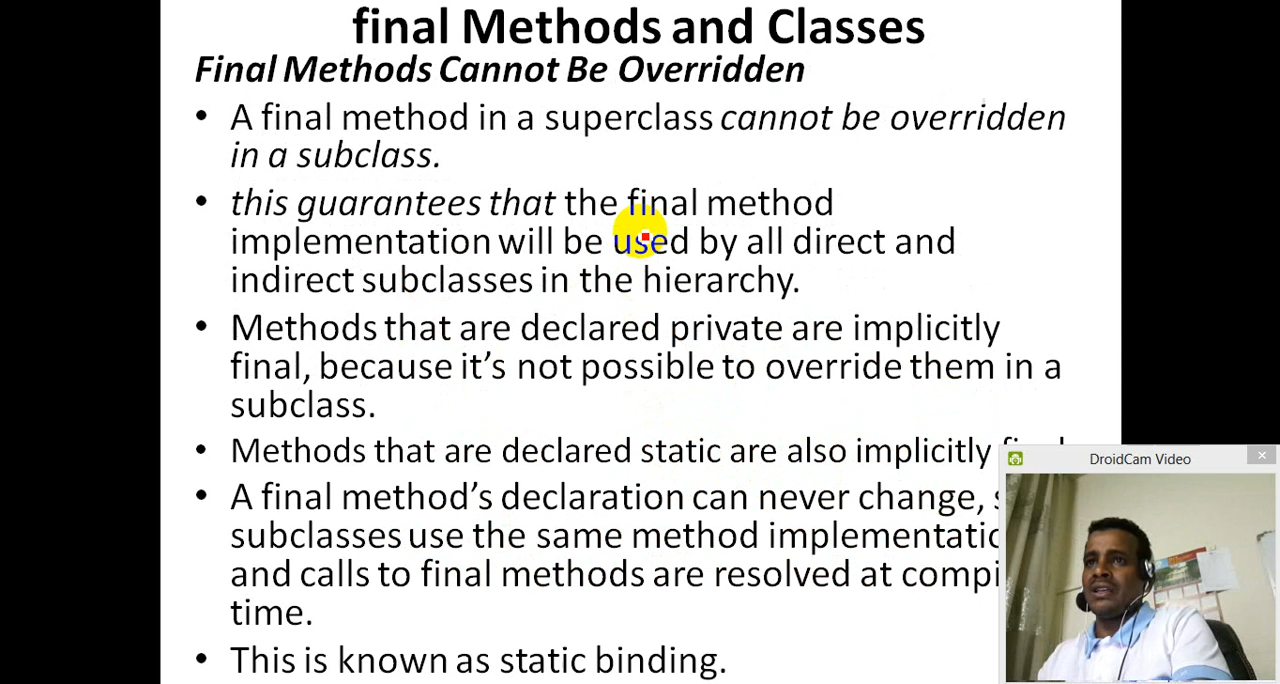 final Methods and Classes
Final Methods Cannot Be Overridden
• A final method in a superclass cannot be overridden
in a subclass.
• this guarantees that the final method
implementation will be used by all direct and
indirect subclasses in the hierarchy.
• Methods that are declared private are implicitly
final, because it’s not possible to override them in a
subclass.
• Methods that are declared static are also implicitly
• A final method’s declaration can never change,
subclasses use the same method
and calls to final methods are resolved at
time.
• This is known as static binding.
DroidCam Video